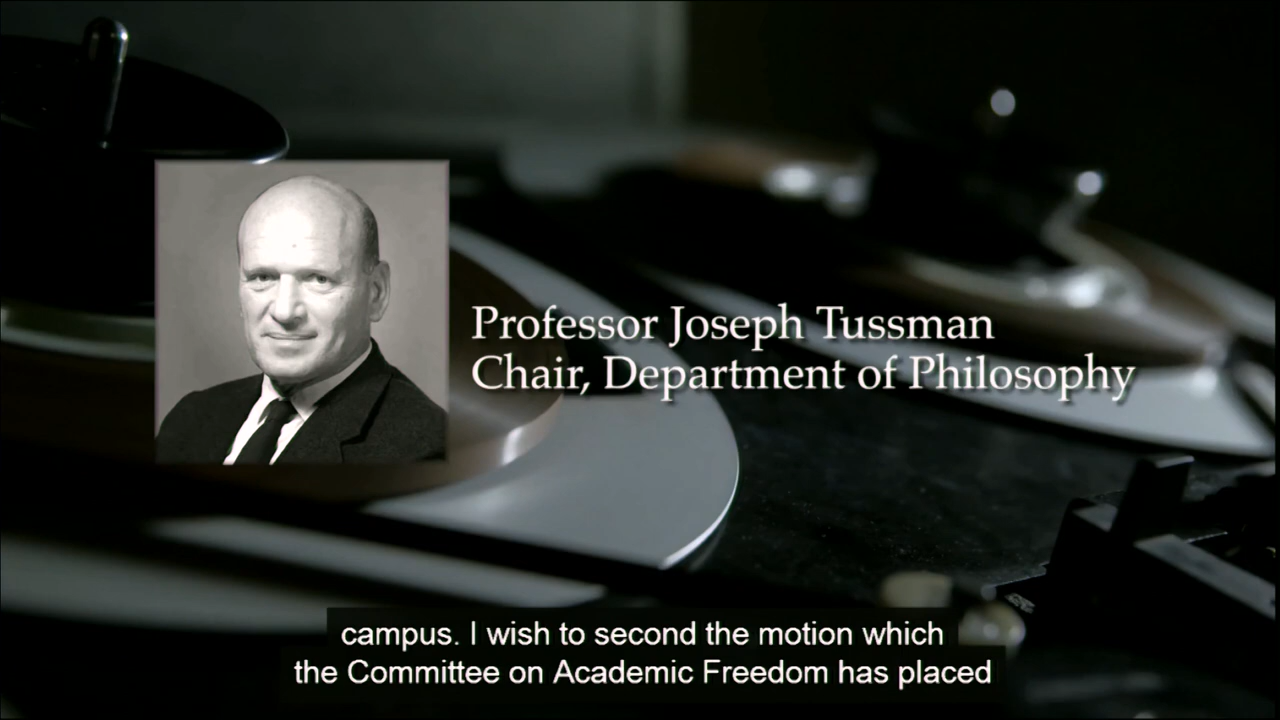 Professor Joseph Tussman
Chair, Department of Philosophy
campus. I wish to second the motion which
the Committee on Academic Freedom has placed